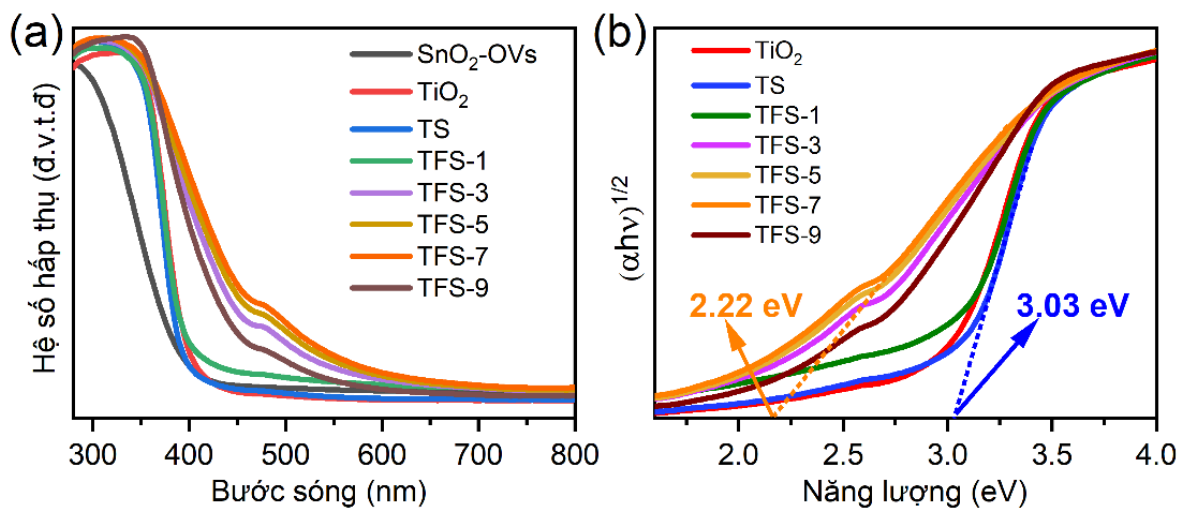 (a)
SnO₂-OVs
TiO₂
TS
TFS-1
TFS-3
TFS-5
TFS-7
TFS-9
Hệ số hấp thụ (đ.v.t.đ)
300 400 500 600 700 800
Bước sóng (nm)
(b)
TiO₂
TS
TFS-1
TFS-3
TFS-5
TFS-7
TFS-9
(αhν)^1/2
2.22 eV
3.03 eV
2.0 2.5 3.0 3.5 4.0
Năng lượng (eV)